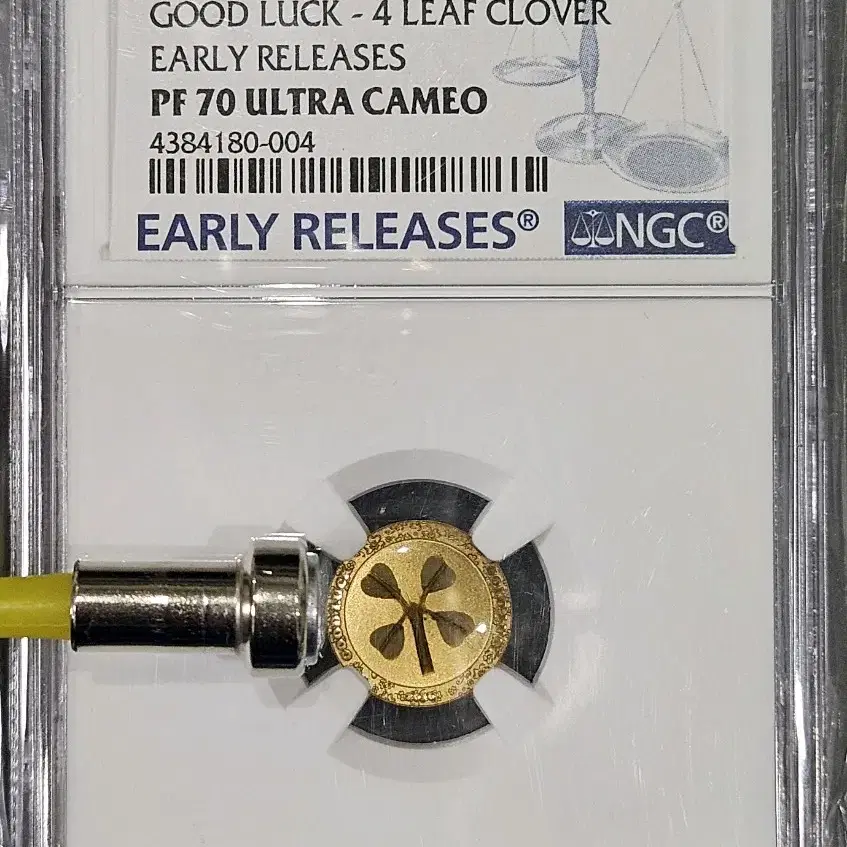 GOOD LUCK - 4 LEAF CLOVER
EARLY RELEASES
PF 70 ULTRA CAMEO
4384180-004
EARLY RELEASES®
NGC®